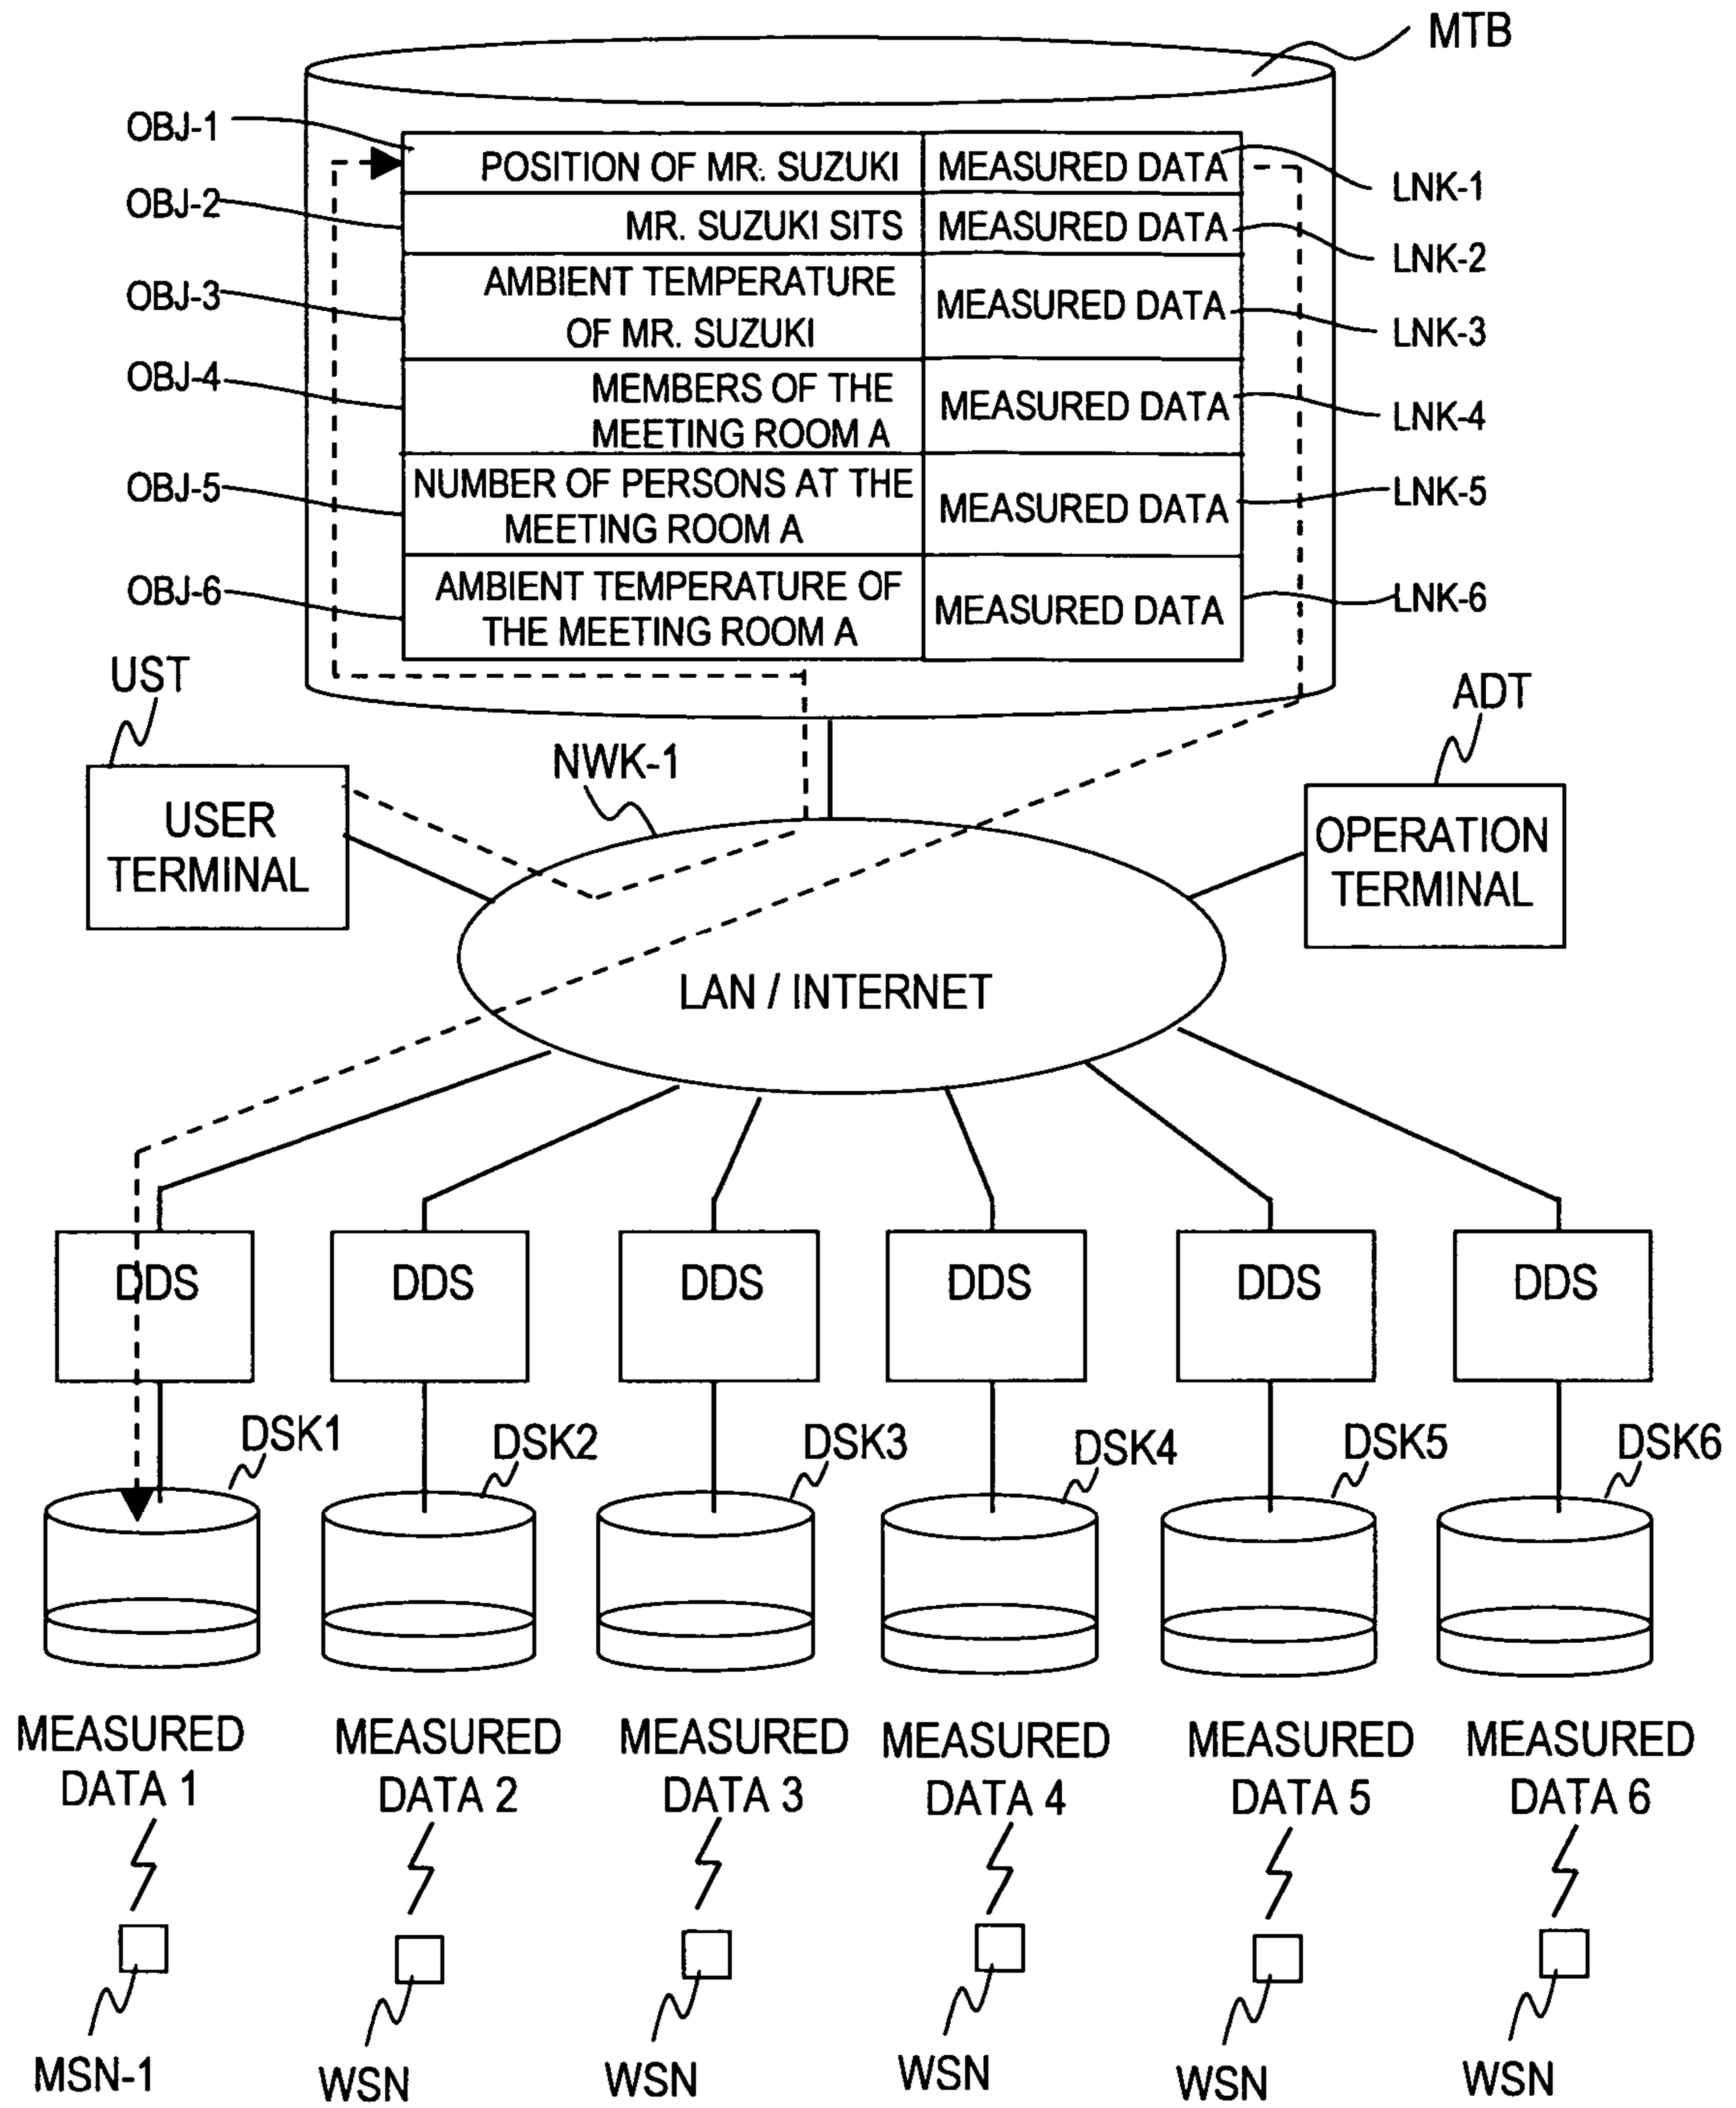 MTB
OBJ-1
POSITION OF MR. SUZUKI
MEASURED DATA
LNK-1
OBJ-2
MR. SUZUKI SITS
MEASURED DATA
LNK-2
OBJ-3
AMBIENT TEMPERATURE
OF MR. SUZUKI
MEASURED DATA
LNK-3
OBJ-4
MEMBERS OF THE
MEETING ROOM A
MEASURED DATA
LNK-4
OBJ-5
NUMBER OF PERSONS AT THE
MEETING ROOM A
MEASURED DATA
LNK-5
OBJ-6
AMBIENT TEMPERATURE OF
THE MEETING ROOM A
MEASURED DATA
LNK-6
UST
USER
TERMINAL
NWK-1
ADT
OPERATION
TERMINAL
LAN / INTERNET
DDS
DDS
DDS
DDS
DDS
DDS
DSK1
DSK2
DSK3
DSK4
DSK5
DSK6
MEASURED
DATA 1
MEASURED
DATA 2
MEASURED
DATA 3
MEASURED
DATA 4
MEASURED
DATA 5
MEASURED
DATA 6
MSN-1
WSN
WSN
WSN
WSN
WSN